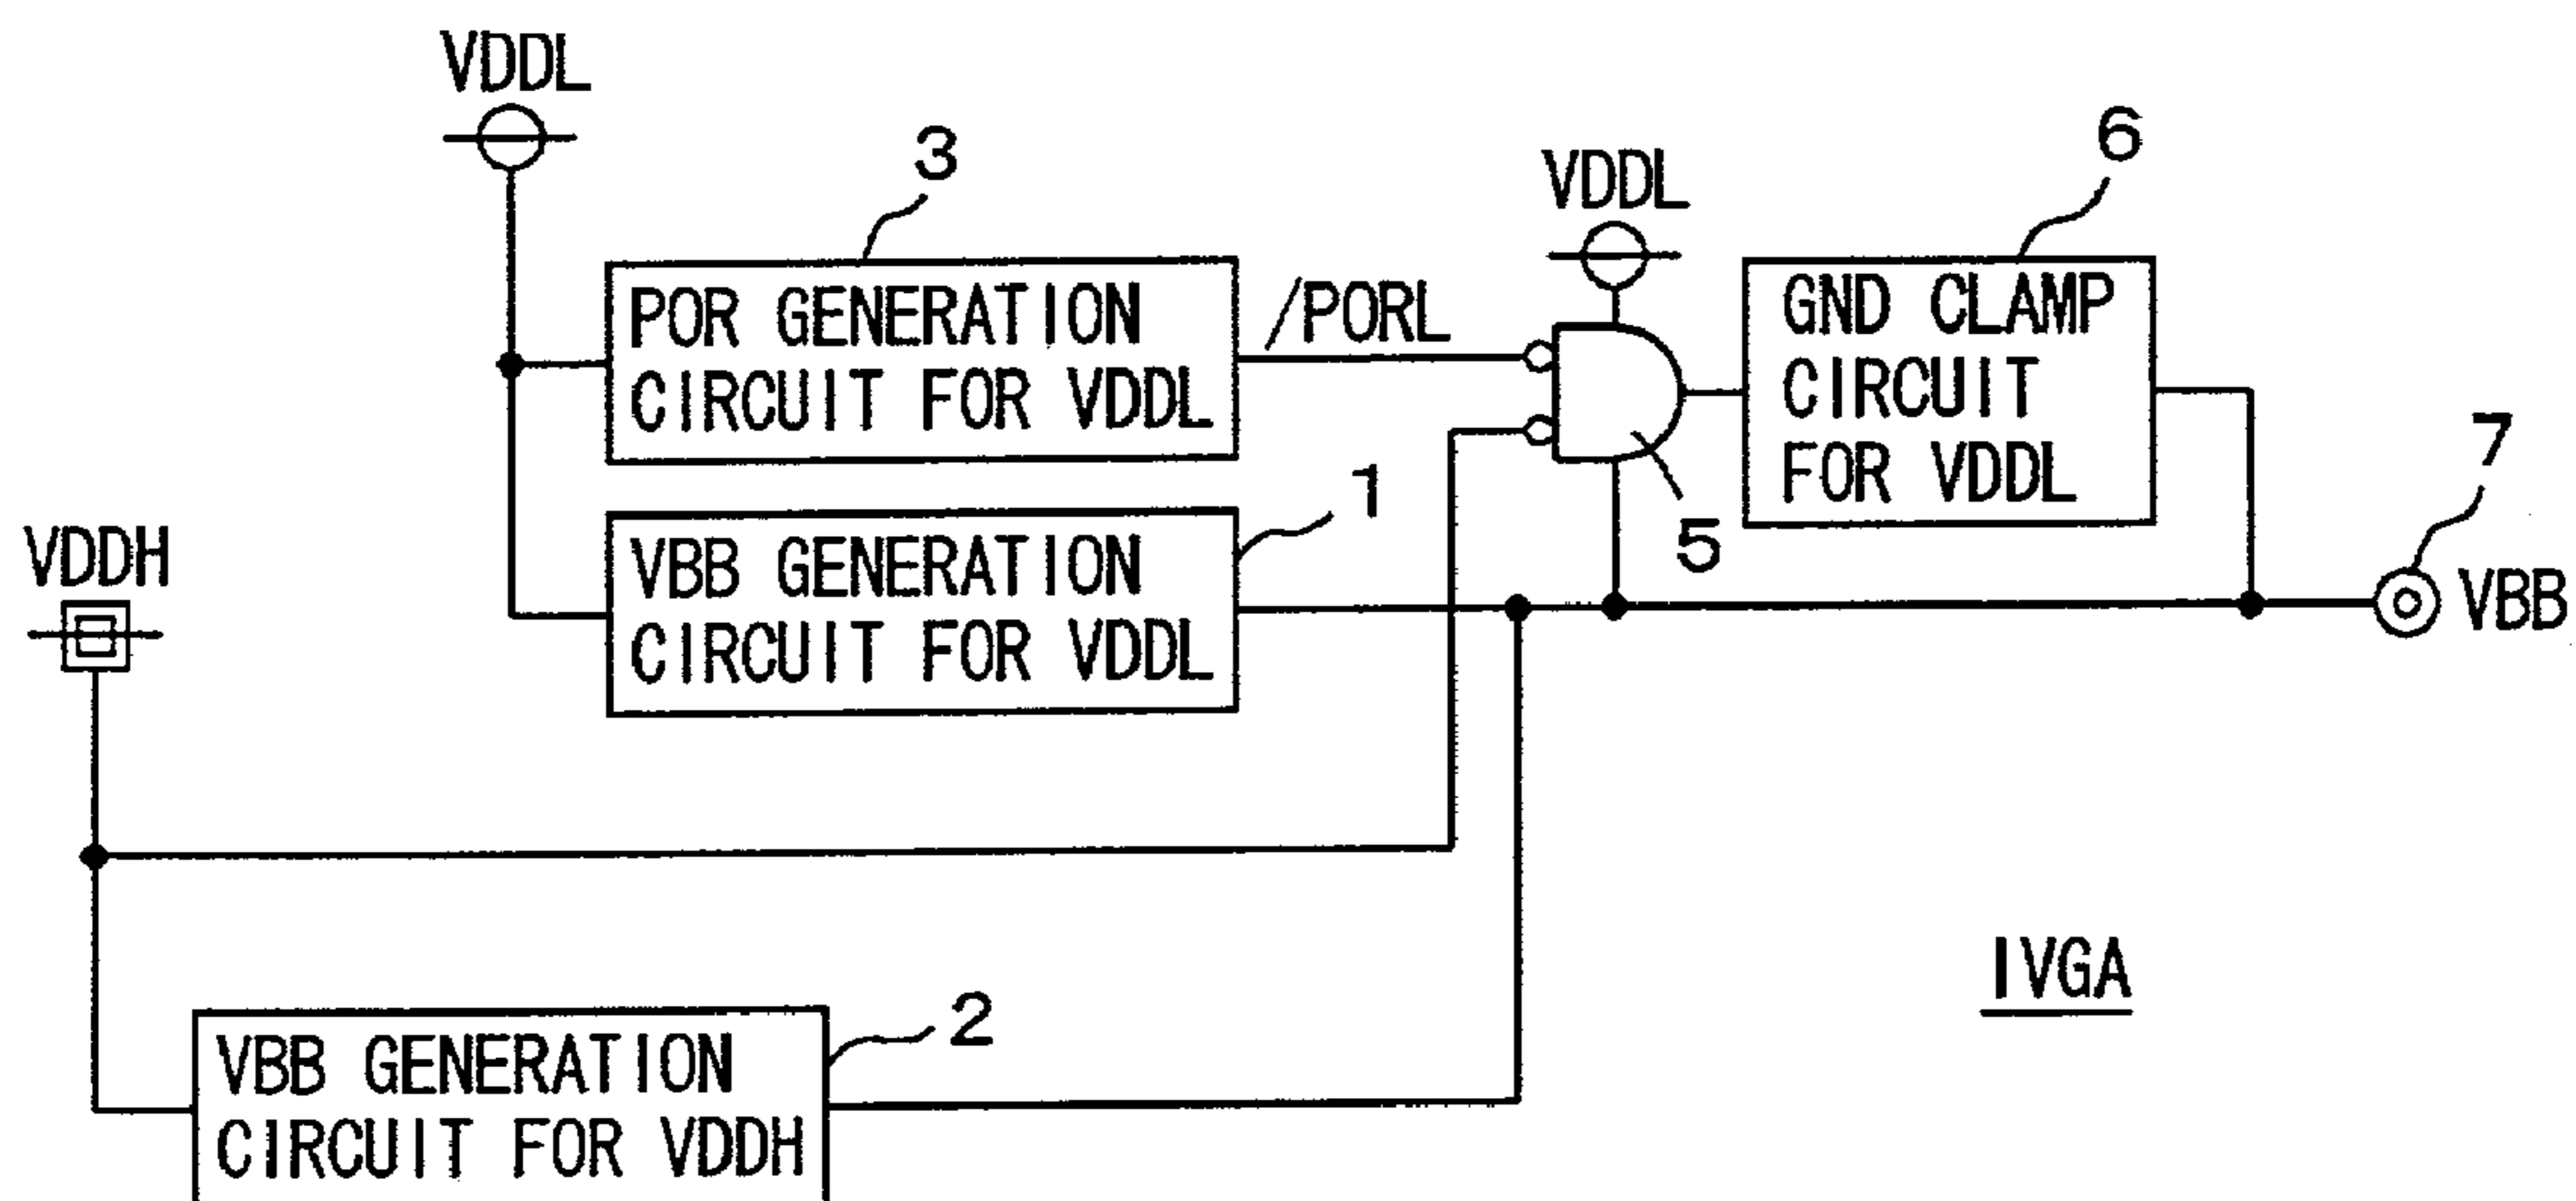 VDDL
3
VDDL
6
POR GENERATION
CIRCUIT FOR VDDL
/PORL
GND CLAMP
CIRCUIT
FOR VDDL
5
7
VBB
1
VBB GENERATION
CIRCUIT FOR VDDL
VDDH
IVGA
2
VBB GENERATION
CIRCUIT FOR VDDH